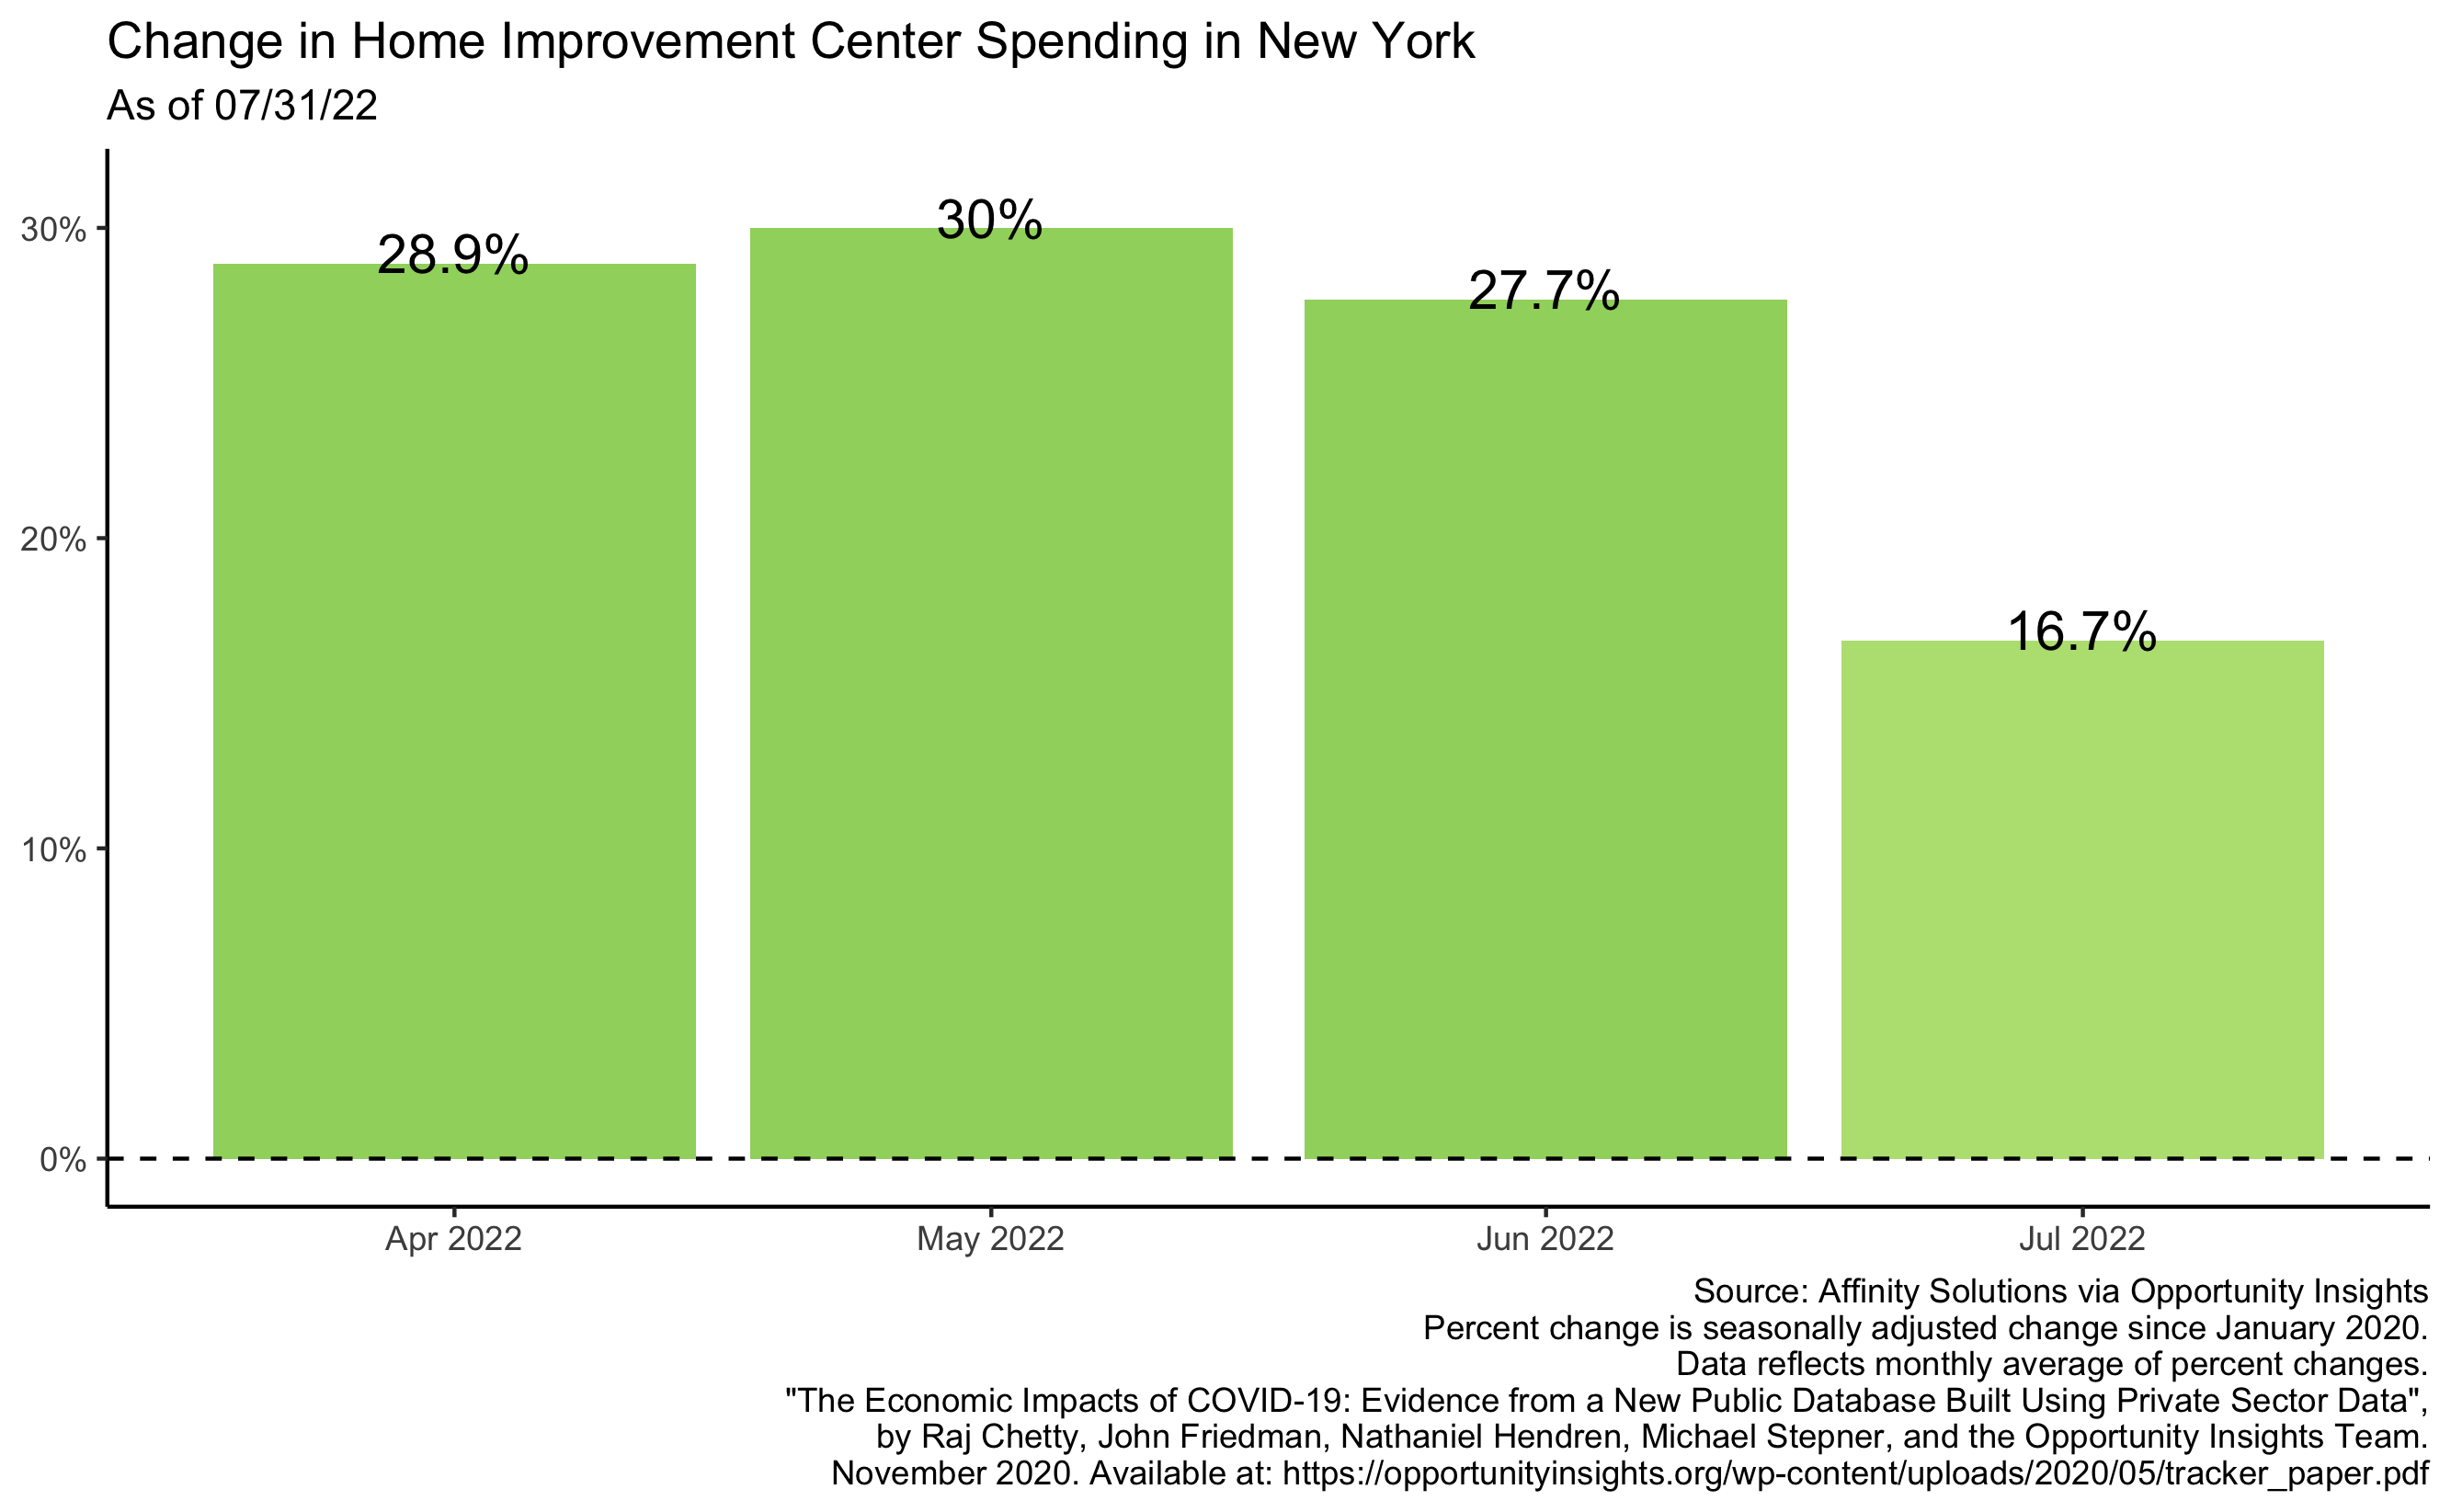 Change in Home Improvement Center Spending in New York
As of 07/31/22
30%
20%
10%
0%
28.9%
30%
27.7%
16.7%
Apr 2022
May 2022
Jun 2022
Jul 2022
Source: Affinity Solutions via Opportunity Insights
Percent change is seasonally adjusted change since January 2020.
Data reflects monthly average of percent changes.
"The Economic Impacts of COVID-19: Evidence from a New Public Database Built Using Private Sector Data",
by Raj Chetty, John Friedman, Nathaniel Hendren, Michael Stepner, and the Opportunity Insights Team.
November 2020. Available at: https://opportunityinsights.org/wp-content/uploads/2020/05/tracker_paper.pdf